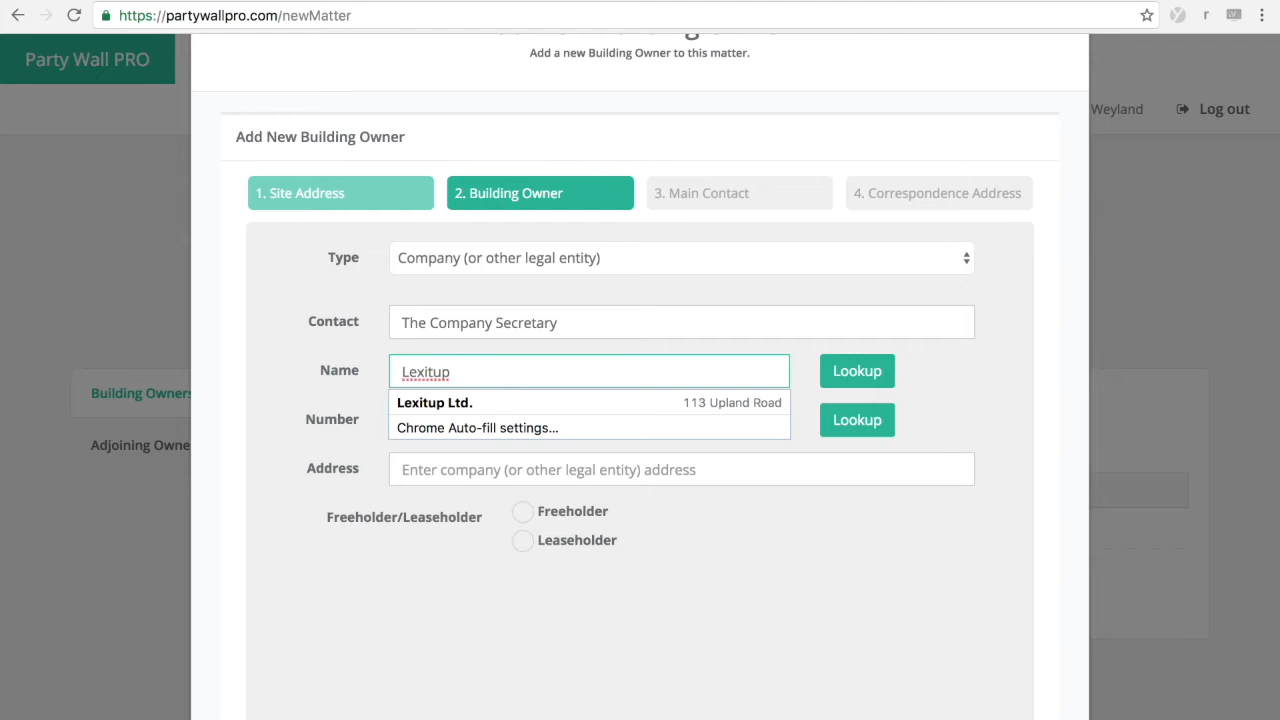 https://partywallpro.com/newMatter
Party Wall PRO
Add a new Building Owner to this matter.
Weyland
Log out
Add New Building Owner
1. Site Address
2. Building Owner
3. Main Contact
4. Correspondence Address
Type
Company (or other legal entity)
Contact
The Company Secretary
Name
Lexitup
Lookup
Building Owners
Lexitup Ltd.
113 Upland Road
Number
Lookup
Chrome Auto-fill settings...
Adjoining Owne
Address
Enter company (or other legal entity) address
Freeholder/Leaseholder
Freeholder
Leaseholder